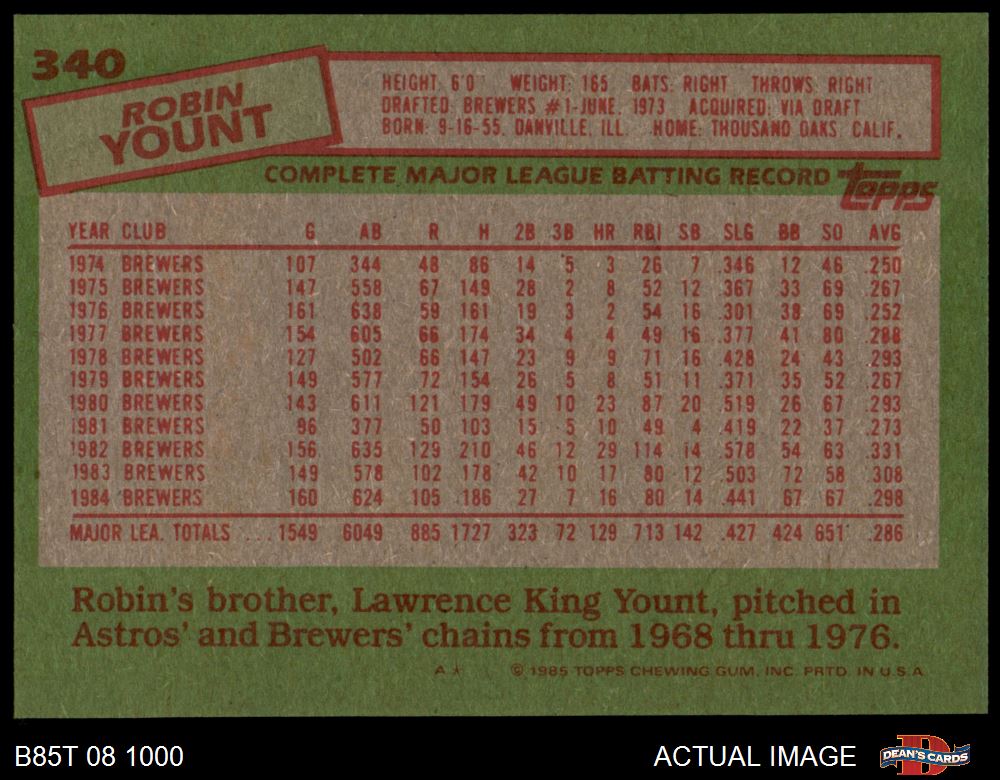 340
ROBIN
YOUNT
HEIGHT: 6'0" WEIGHT: 165 BATS: RIGHT THROWS: RIGHT
DRAFTED: BREWERS #1-JUNE, 1973 ACQUIRED: VIA DRAFT
BORN: 9-16-55, DANVILLE, ILL. HOME: THOUSAND OAKS, CALIF.
COMPLETE MAJOR LEAGUE BATTING RECORD topps
YEAR CLUB G AB R H 2B 3B HR RBI SB SLG BB SO AVG
1974 BREWERS 107 344 48 86 14 5 3 26 7 .346 12 46 .250
1975 BREWERS 147 558 67 149 28 2 8 52 12 .367 33 69 .267
1976 BREWERS 161 638 59 161 19 3 2 54 16 .301 38 69 .252
1977 BREWERS 154 605 66 174 34 4 4 49 16 .377 41 80 .288
1978 BREWERS 127 502 66 147 23 9 9 71 16 .428 24 43 .293
1979 BREWERS 149 577 72 154 26 5 8 51 11 .371 35 52 .267
1980 BREWERS 143 611 121 179 49 10 23 87 20 .519 26 67 .293
1981 BREWERS 96 377 50 103 15 5 10 49 4 .419 22 37 .273
1982 BREWERS 156 635 129 210 46 12 29 114 14 .578 54 63 .331
1983 BREWERS 149 578 102 178 42 10 17 80 12 .503 72 58 .308
1984 BREWERS 160 624 105 186 27 7 16 80 14 .441 67 67 .298
MAJOR LEA. TOTALS ... 1549 6049 885 1727 323 72 129 713 142 .427 424 651 .286
Robin's brother, Lawrence King Yount, pitched in
Astros' and Brewers' chains from 1968 thru 1976.
A★ © 1985 TOPPS CHEWING GUM, INC. PRTD. IN U.S.A.
B85T 08 1000 ACTUAL IMAGE DEAN'S CARDS